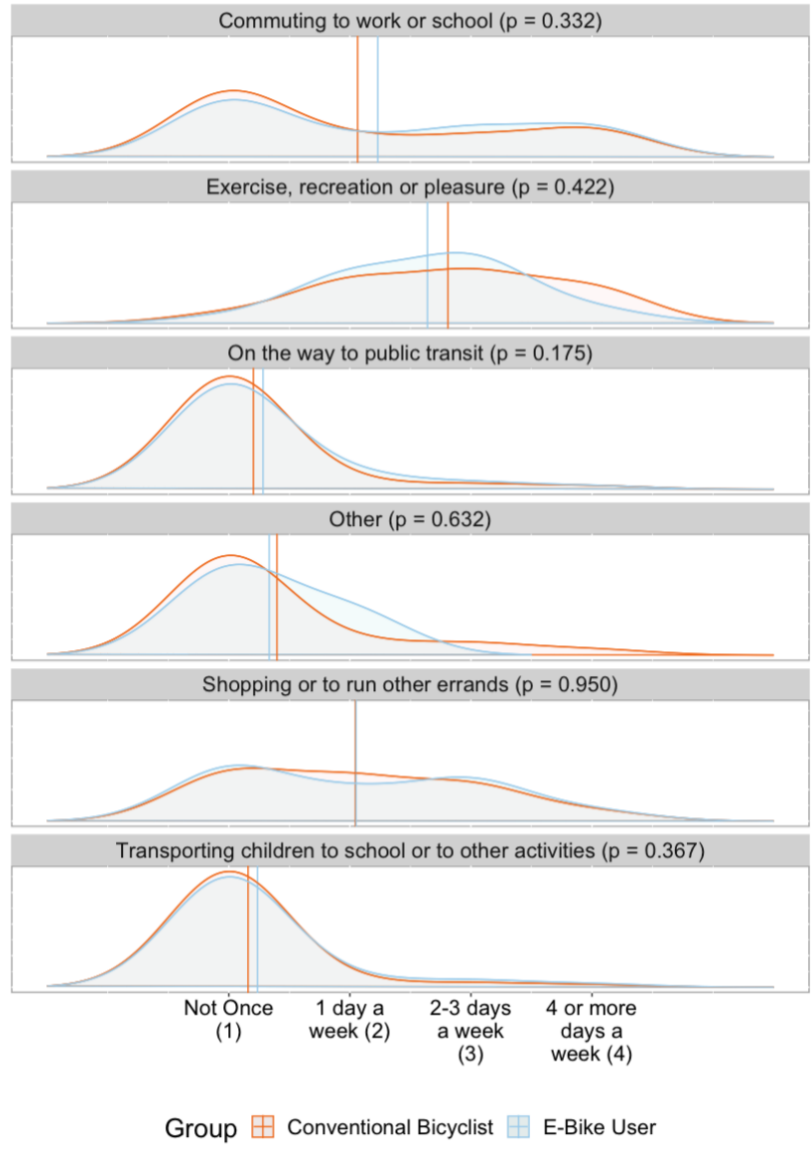 Commuting to work or school (p = 0.332)
Exercise, recreation or pleasure (p = 0.422)
On the way to public transit (p = 0.175)
Other (p = 0.632)
Shopping or to run other errands (p = 0.950)
Transporting children to school or to other activities (p = 0.367)
Not Once
(1)
1 day a
week (2)
2-3 days
a week
(3)
4 or more
days a
week (4)
Group
Conventional Bicyclist
E-Bike User